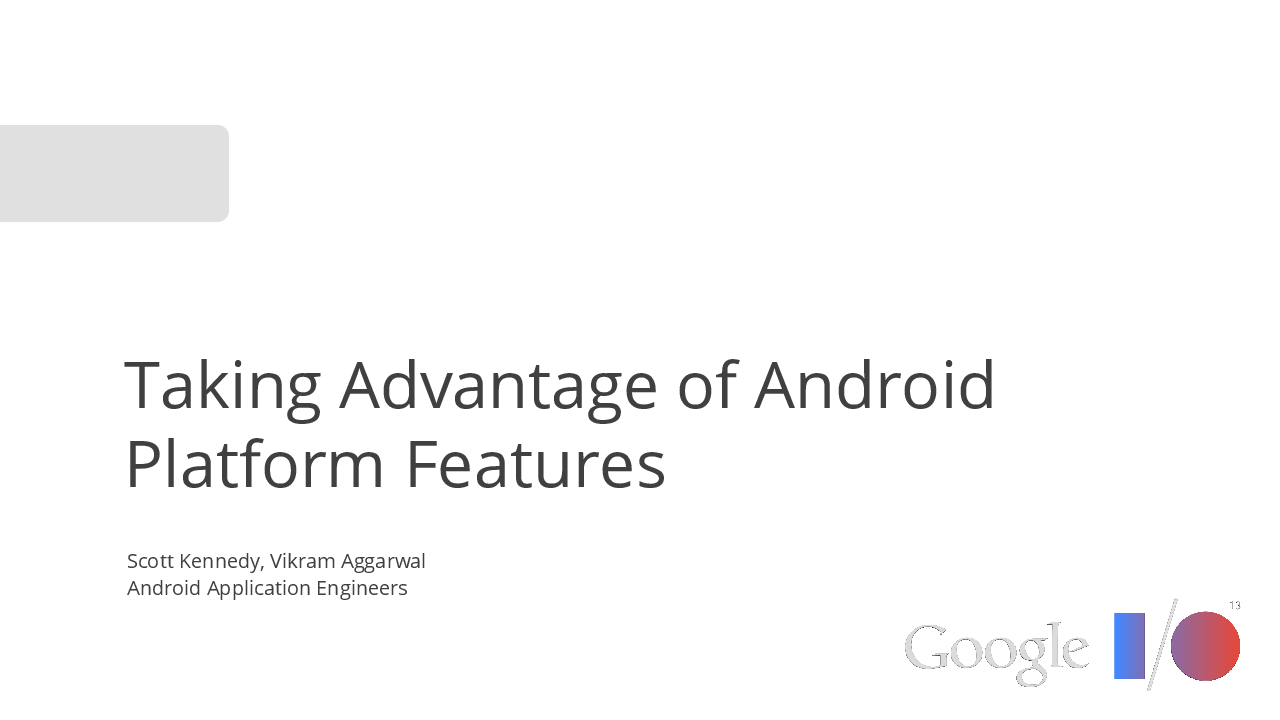 Taking Advantage of Android
Platform Features
Scott Kennedy, Vikram Aggarwal
Android Application Engineers
Google I/O 13